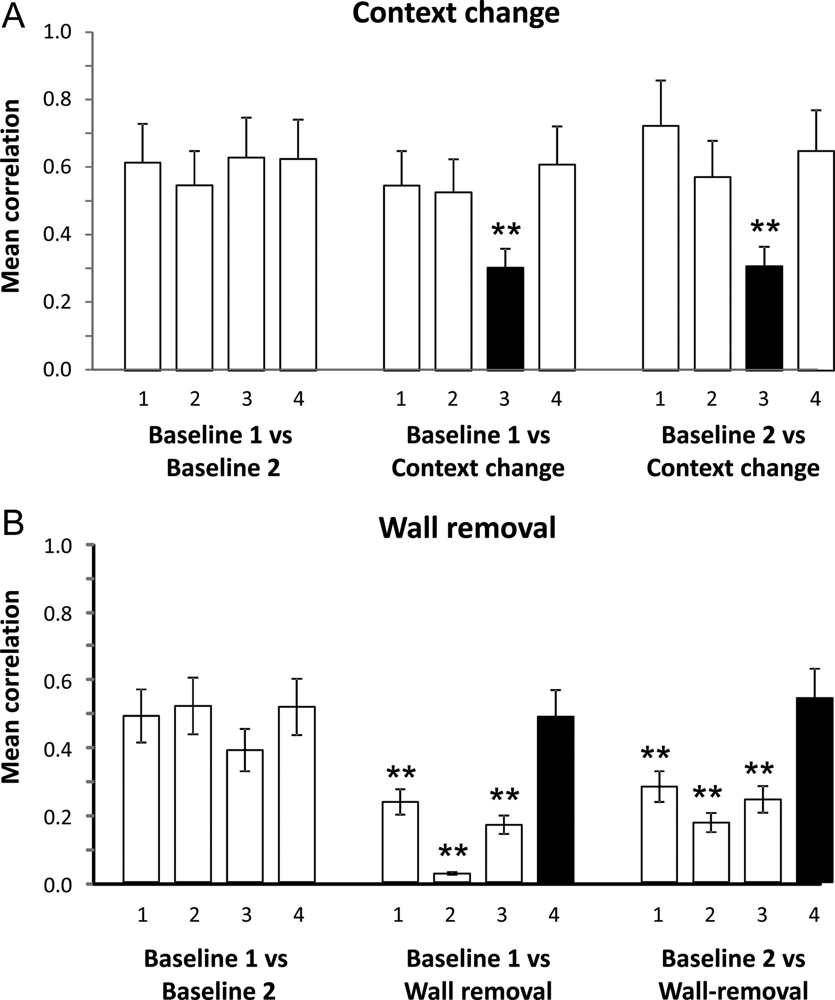 A
Context change
Mean correlation
1.0
0.8
0.6
0.4
0.2
0.0
** **
1 2 3 4 1 2 3 4 1 2 3 4
Baseline 1 vs Baseline 1 vs Baseline 2 vs
Baseline 2 Context change Context change
B
Wall removal
Mean correlation
1.0
0.8
0.6
0.4
0.2
0.0
** ** ** ** ** **
1 2 3 4 1 2 3 4 1 2 3 4
Baseline 1 vs Baseline 1 vs Baseline 2 vs
Baseline 2 Wall removal Wall-removal